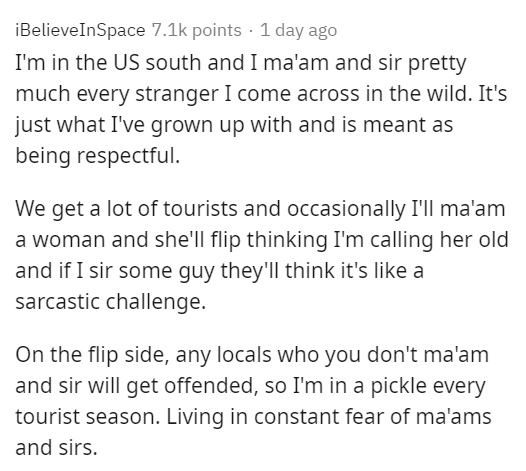 iBelieveInSpace 7.1k points · 1 day ago
I'm in the US south and I ma'am and sir pretty
much every stranger I come across in the wild. It's
just what I've grown up with and is meant as
being respectful.
We get a lot of tourists and occasionally I'll ma'am
a woman and she'll flip thinking I'm calling her old
and if I sir some guy they'll think it's like a
sarcastic challenge.
On the flip side, any locals who you don't ma'am
and sir will get offended, so I'm in a pickle every
tourist season. Living in constant fear of ma'ams
and sirs.